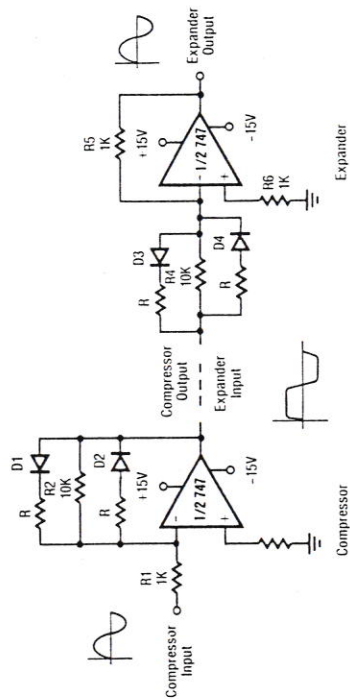 Compressor
Input
R1
1K
R
D1
R2
10K
R
D2
+15V
−
1/2 747
+
−15V
Compressor
Compressor
Output
Expander
Input
R
D3
R4
10K
R
D4
R5
1K
+15V
−
1/2 747
+
−15V
R6
1K
Expander
Output
Expander